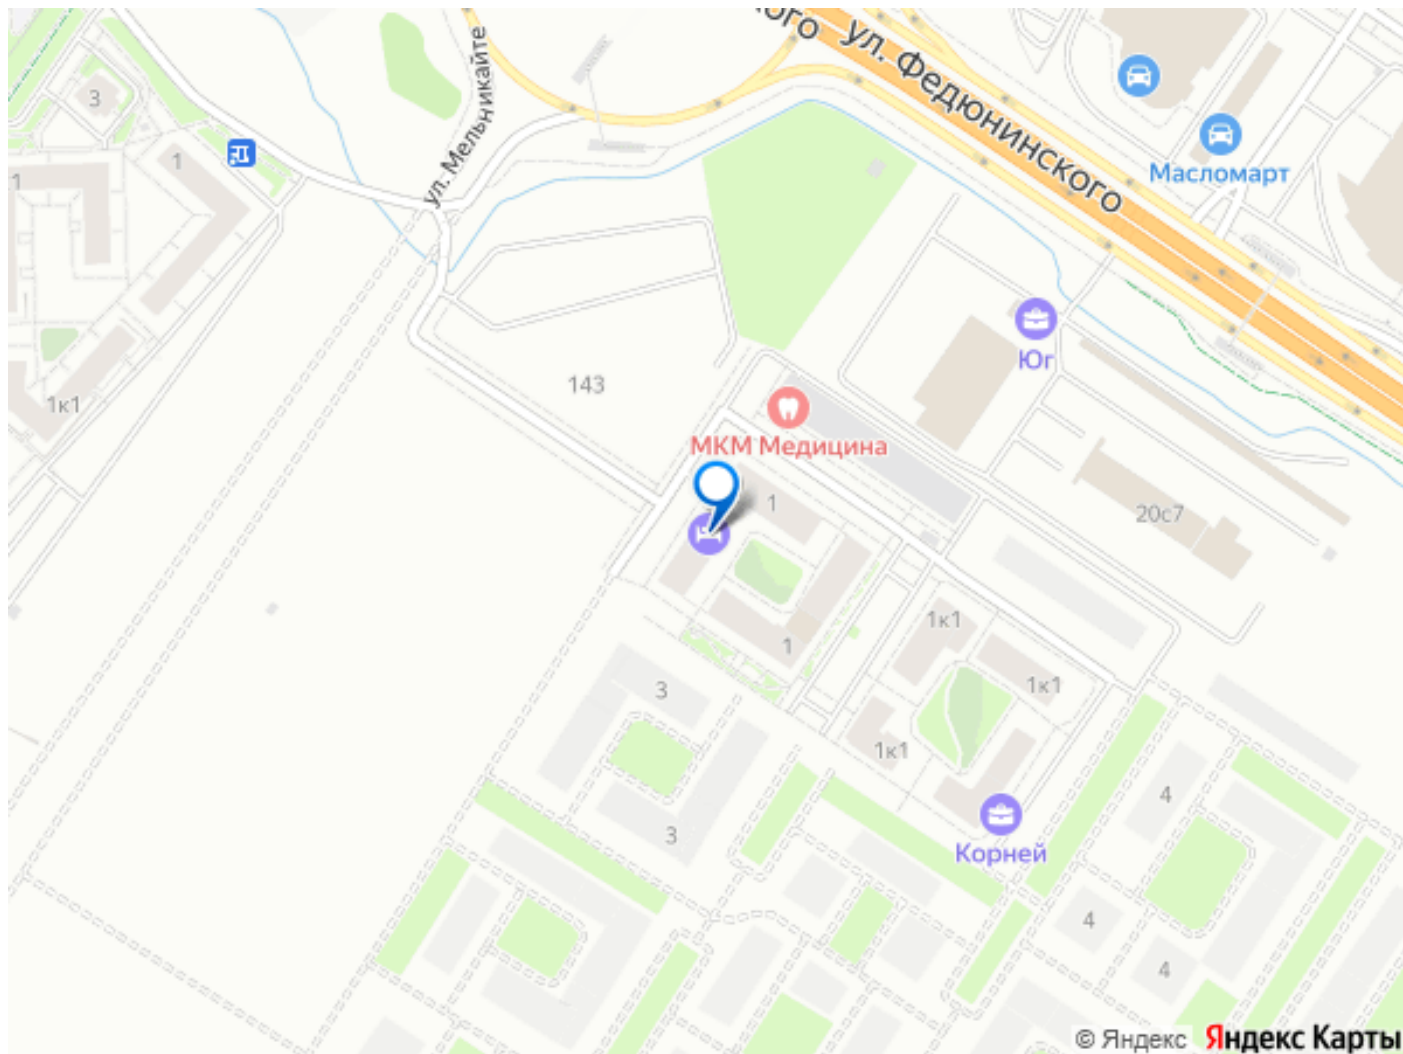 ого
ул. Федюнинского
ул. Мельникайте
3
1
1
Масломарт
Юг
143
1к1
МКМ Медицина
1
20с7
1
1к1
3
1к1
1к1
4
3
Корней
4
4
© Яндекс Яндекс Карты